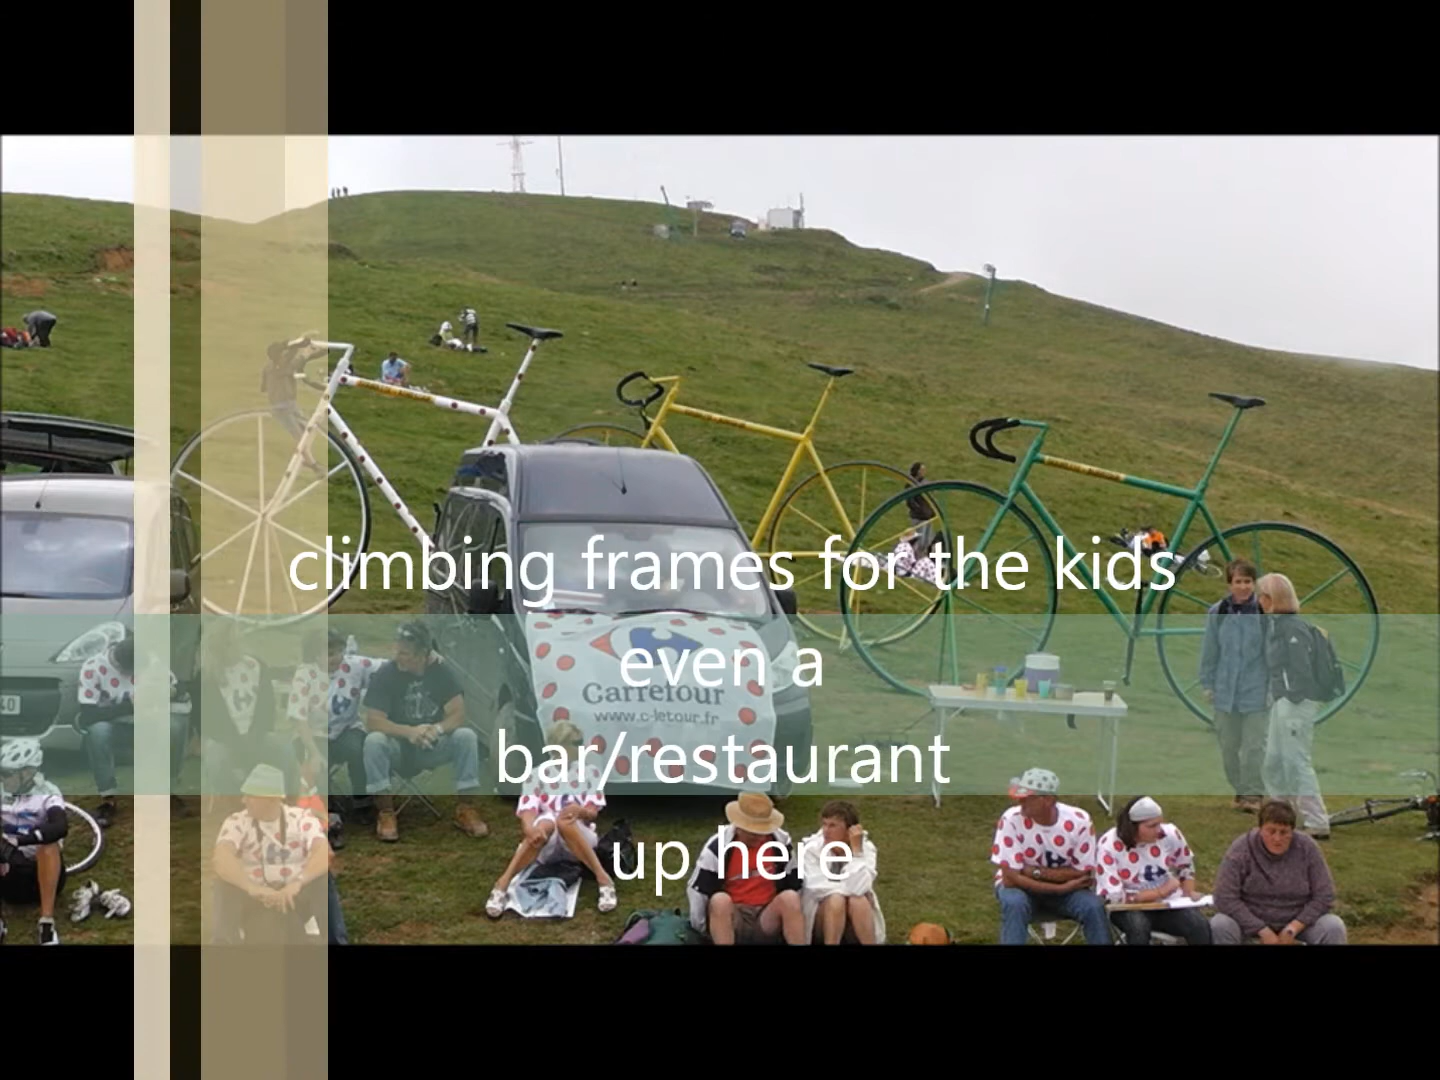 climbing frames for the kids
even a
Carrefour
www.c-letour.fr
bar/restaurant
up here